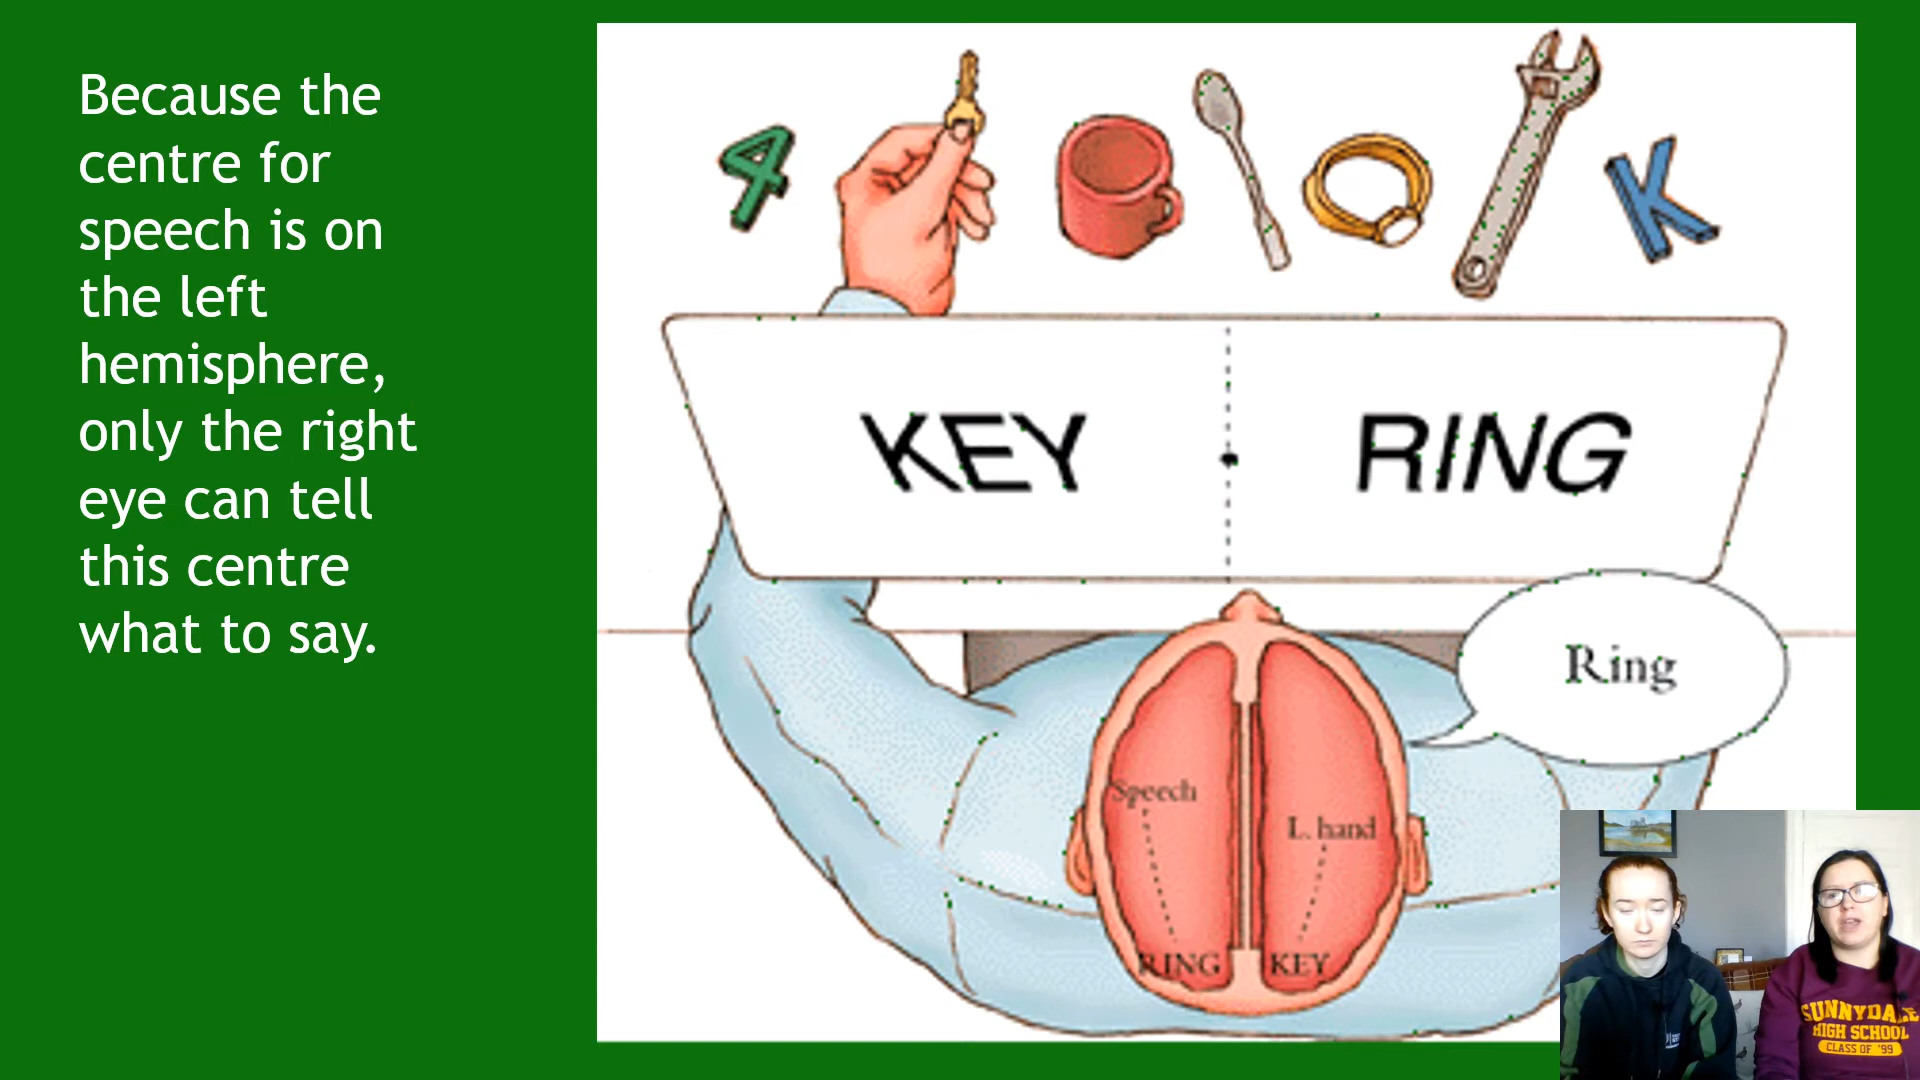 Because the
centre for
speech is on
the left
hemisphere,
only the right
eye can tell
this centre
what to say.
4
K
KEY RING
Ring
Speech
L. hand
RING KEY
SUNNYDALE
HIGH SCHOOL
CLASS OF '99